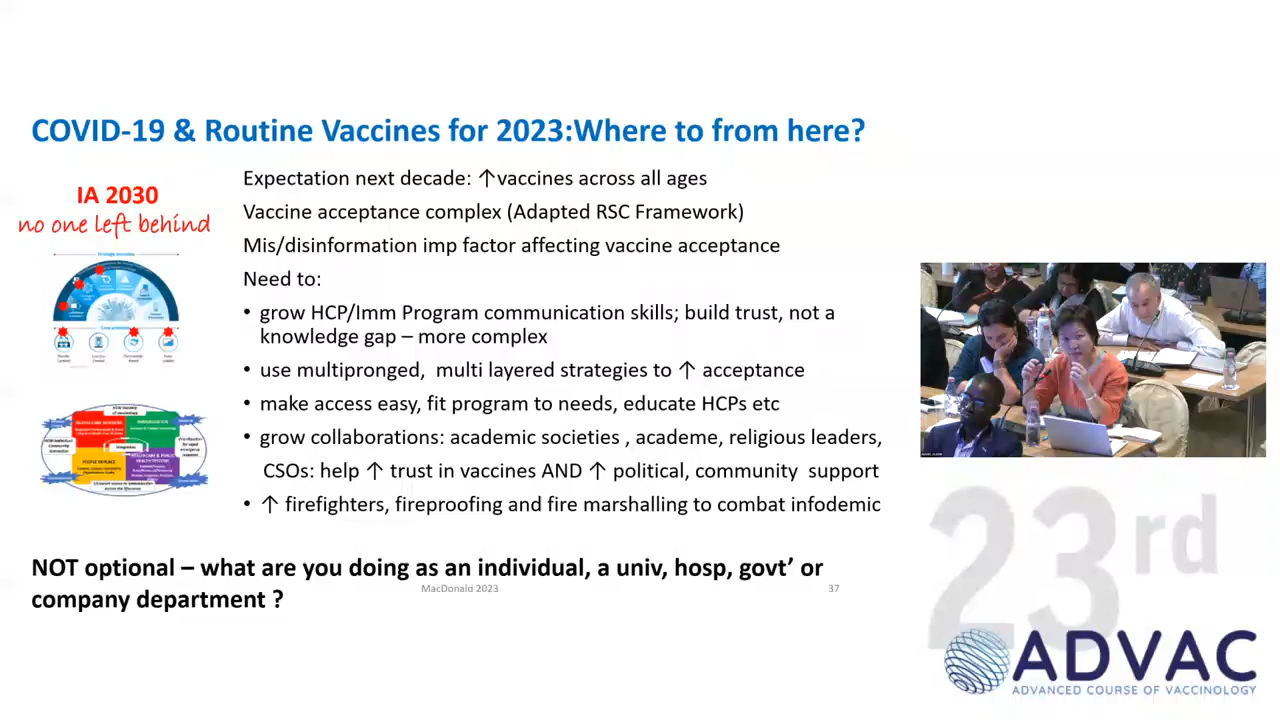 COVID-19 & Routine Vaccines for 2023:Where to from here?
IA 2030
no one left behind
Expectation next decade: ↑vaccines across all ages
Vaccine acceptance complex (Adapted RSC Framework)
Mis/disinformation imp factor affecting vaccine acceptance
Need to:
• grow HCP/Imm Program communication skills; build trust, not a
knowledge gap – more complex
• use multipronged, multi layered strategies to ↑ acceptance
• make access easy, fit program to needs, educate HCPs etc
• grow collaborations: academic societies , academe, religious leaders,
CSOs: help ↑ trust in vaccines AND ↑ political, community support
• ↑ firefighters, fireproofing and fire marshalling to combat infodemic
NOT optional – what are you doing as an individual, a univ, hosp, govt’ or
company department ?
MacDonald 2023
37
23rd
ADVAC
ADVANCED COURSE OF VACCINOLOGY